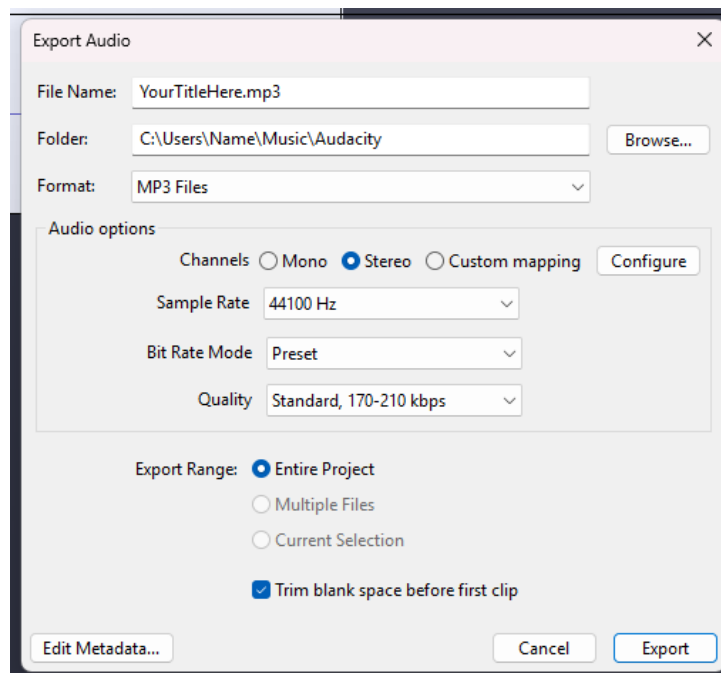 Export Audio
File Name: YourTitleHere.mp3
Folder: C:\Users\Name\Music\Audacity Browse...
Format: MP3 Files
Audio options
Channels Mono Stereo Custom mapping Configure
Sample Rate 44100 Hz
Bit Rate Mode Preset
Quality Standard, 170-210 kbps
Export Range: Entire Project
Multiple Files
Current Selection
Trim blank space before first clip
Edit Metadata... Cancel Export